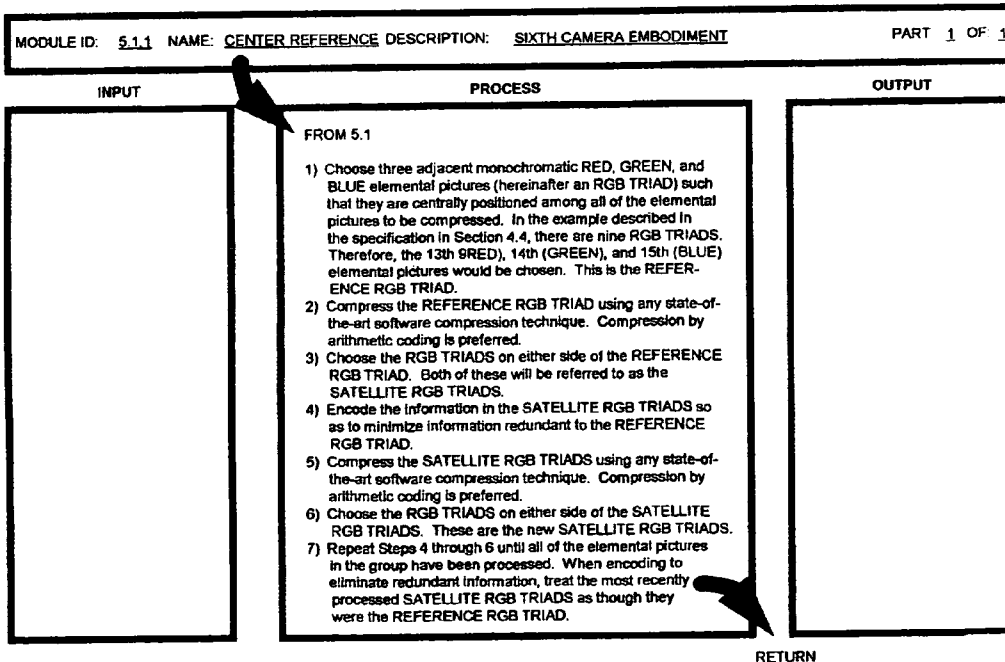 MODULE ID: 5.1.1 NAME: CENTER REFERENCE DESCRIPTION: SIXTH CAMERA EMBODIMENT PART 1 OF 1
INPUT PROCESS OUTPUT
FROM 5.1
1) Choose three adjacent monochromatic RED, GREEN, and
BLUE elemental pictures (hereinafter an RGB TRIAD) such
that they are centrally positioned among all of the elemental
pictures to be compressed. In the example described in
the specification in Section 4.4, there are nine RGB TRIADS.
Therefore, the 13th 9RED), 14th (GREEN), and 15th (BLUE)
elemental pictures would be chosen. This is the REFER-
ENCE RGB TRIAD.
2) Compress the REFERENCE RGB TRIAD using any state-of-
the-art software compression technique. Compression by
arithmetic coding is preferred.
3) Choose the RGB TRIADS on either side of the REFERENCE
RGB TRIAD. Both of these will be referred to as the
SATELLITE RGB TRIADS.
4) Encode the information in the SATELLITE RGB TRIADS so
as to minimize information redundant to the REFERENCE
RGB TRIAD.
5) Compress the SATELLITE RGB TRIADS using any state-of-
the-art software compression technique. Compression by
arithmetic coding is preferred.
6) Choose the RGB TRIADS on either side of the SATELLITE
RGB TRIADS. These are the new SATELLITE RGB TRIADS.
7) Repeat Steps 4 through 6 until all of the elemental pictures
in the group have been processed. When encoding to
eliminate redundant information, treat the most recently
processed SATELLITE RGB TRIADS as though they
were the REFERENCE RGB TRIAD.
RETURN